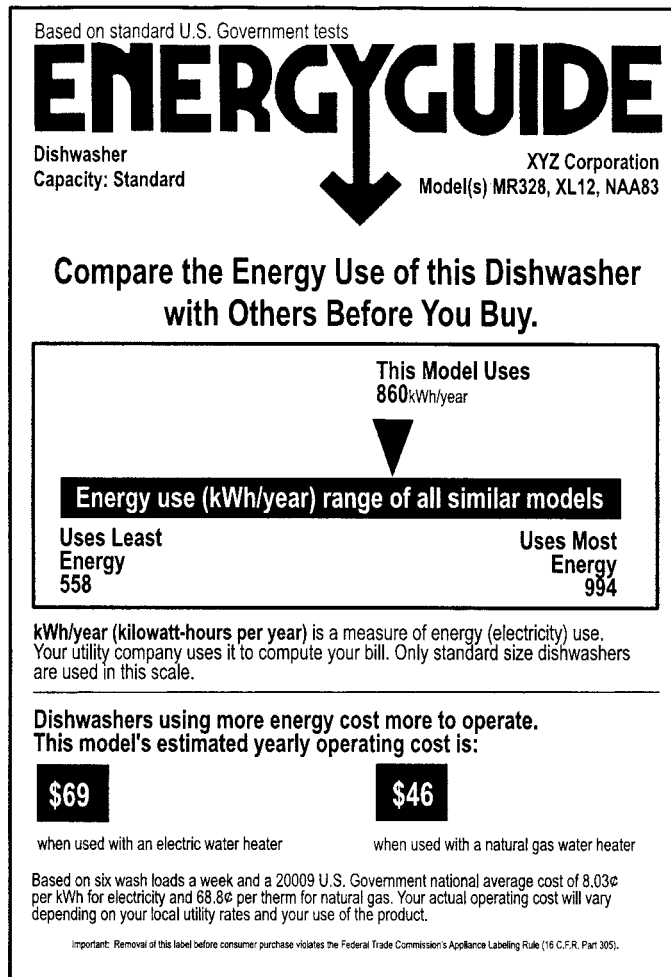 Based on standard U.S. Government tests
ENERGYGUIDE
Dishwasher
Capacity: Standard
XYZ Corporation
Model(s) MR328, XL12, NAA83
Compare the Energy Use of this Dishwasher
with Others Before You Buy.
This Model Uses
860kWh/year
Energy use (kWh/year) range of all similar models
Uses Least
Energy
558
Uses Most
Energy
994
kWh/year (kilowatt-hours per year) is a measure of energy (electricity) use.
Your utility company uses it to compute your bill. Only standard size dishwashers
are used in this scale.
Dishwashers using more energy cost more to operate.
This model's estimated yearly operating cost is:
$69
$46
when used with an electric water heater
when used with a natural gas water heater
Based on six wash loads a week and a 20009 U.S. Government national average cost of 8.03¢
per kWh for electricity and 68.8¢ per therm for natural gas. Your actual operating cost will vary
depending on your local utility rates and your use of the product.
Important: Removal of this label before consumer purchase violates the Federal Trade Commission's Appliance Labeling Rule (16 C.F.R. Part 305).